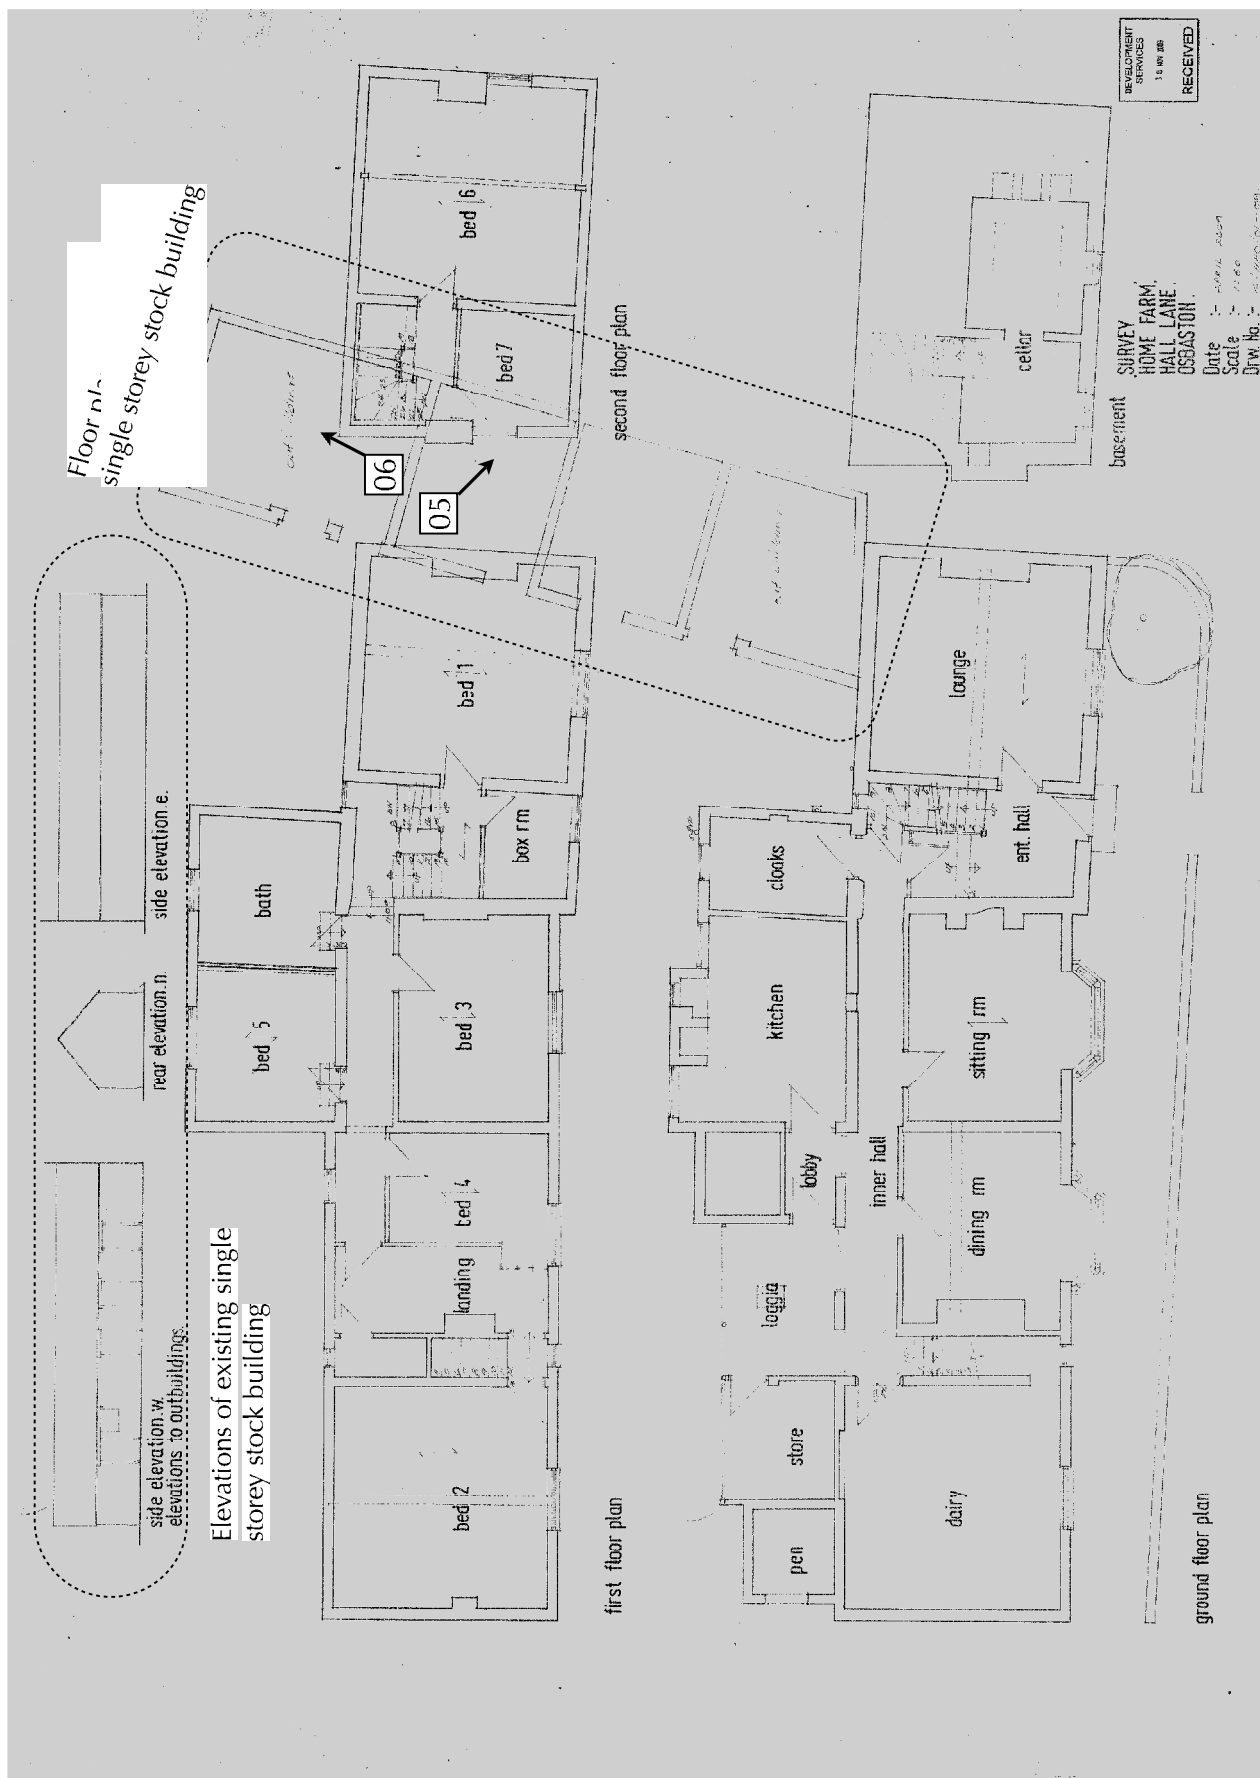 side elevation.w.
elevations to outbuildings.
rear elevation.n.
side elevation.e.
Elevations of existing single
storey stock building
single storey stock building
bed 2
landing
bed 4
bed 5
bath
bed 3
box rm
bed 1
first floor plan
bed 6
bed 7
second floor plan
05
06
pen
store
loggia
lobby
kitchen
cloaks
dairy
dining rm
inner hall
sitting rm
ent. hall
lounge
ground floor plan
cellar
basement
SURVEY
HOME FARM,
HALL LANE,
OSBASTON.
Date :-
Scale :-
Drw. No. :-
DEVELOPMENT
SERVICES
RECEIVED